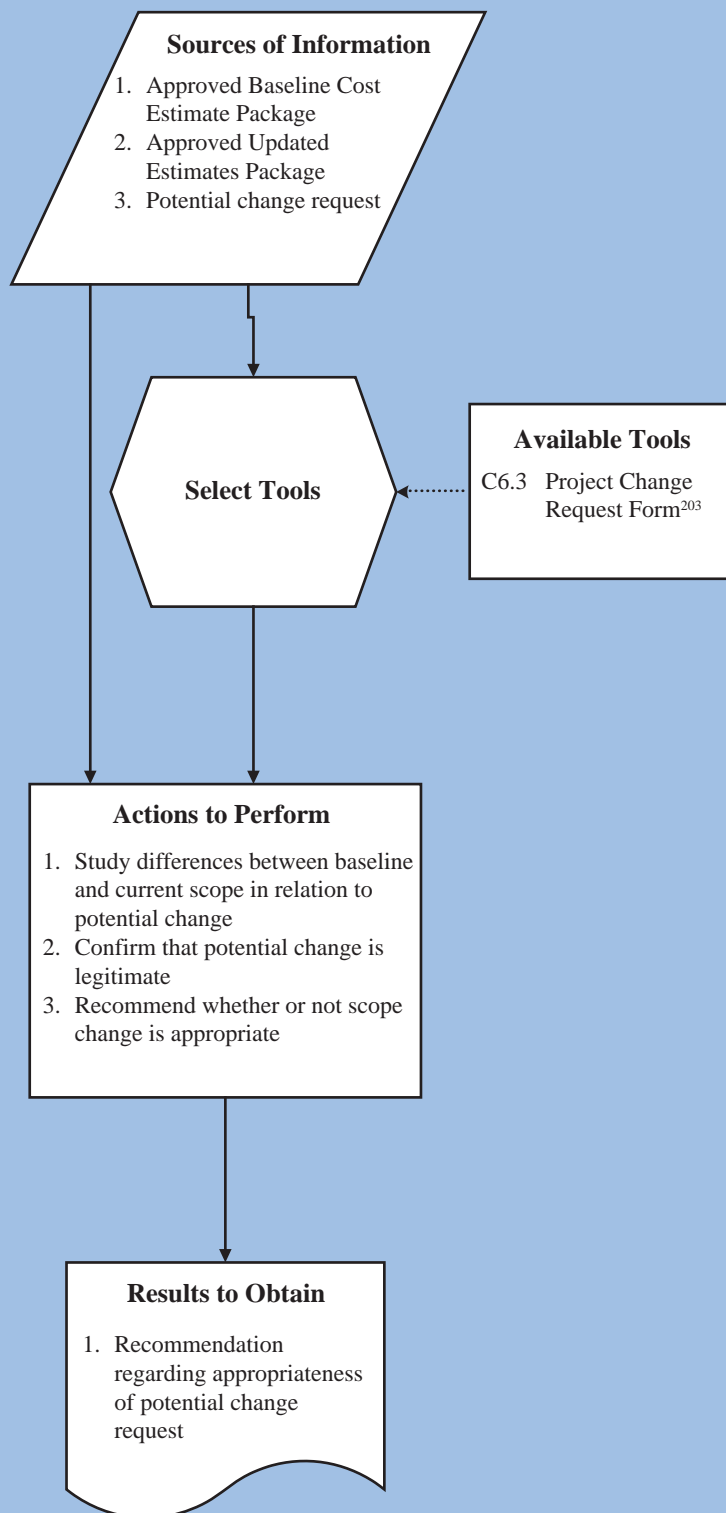 Sources of Information
1. Approved Baseline Cost
Estimate Package
2. Approved Updated
Estimates Package
3. Potential change request
Select Tools
Available Tools
C6.3 Project Change
Request Form²⁰³
Actions to Perform
1. Study differences between baseline
and current scope in relation to
potential change
2. Confirm that potential change is
legitimate
3. Recommend whether or not scope
change is appropriate
Results to Obtain
1. Recommendation
regarding appropriateness
of potential change
request